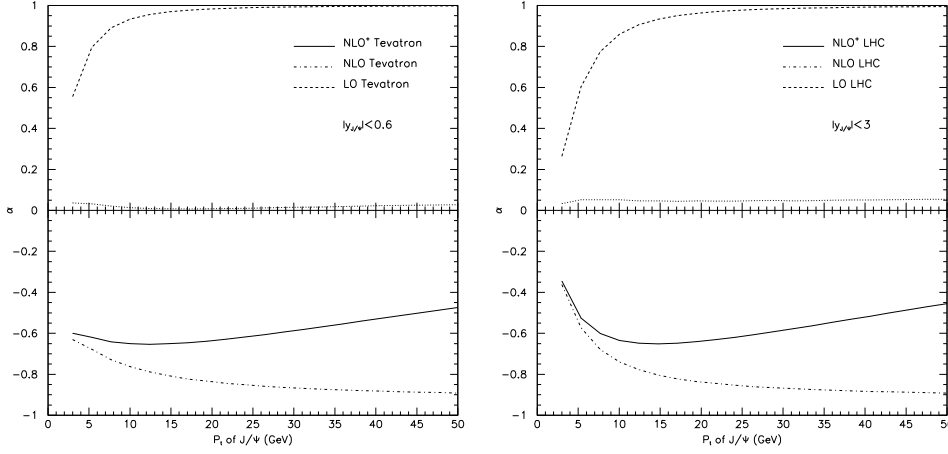 1
0.8
0.6
0.4
0.2
0
α
−0.2
−0.4
−0.6
−0.8
−1
NLO⁺ Tevatron
NLO Tevatron
LO Tevatron
|y_J/Ψ|<0.6
0 5 10 15 20 25 30 35 40 45 50
P_t of J/Ψ (GeV)
1
0.8
0.6
0.4
0.2
0
α
−0.2
−0.4
−0.6
−0.8
−1
NLO⁺ LHC
NLO LHC
LO LHC
|y_J/Ψ|<3
0 5 10 15 20 25 30 35 40 45
P_t of J/Ψ (GeV)